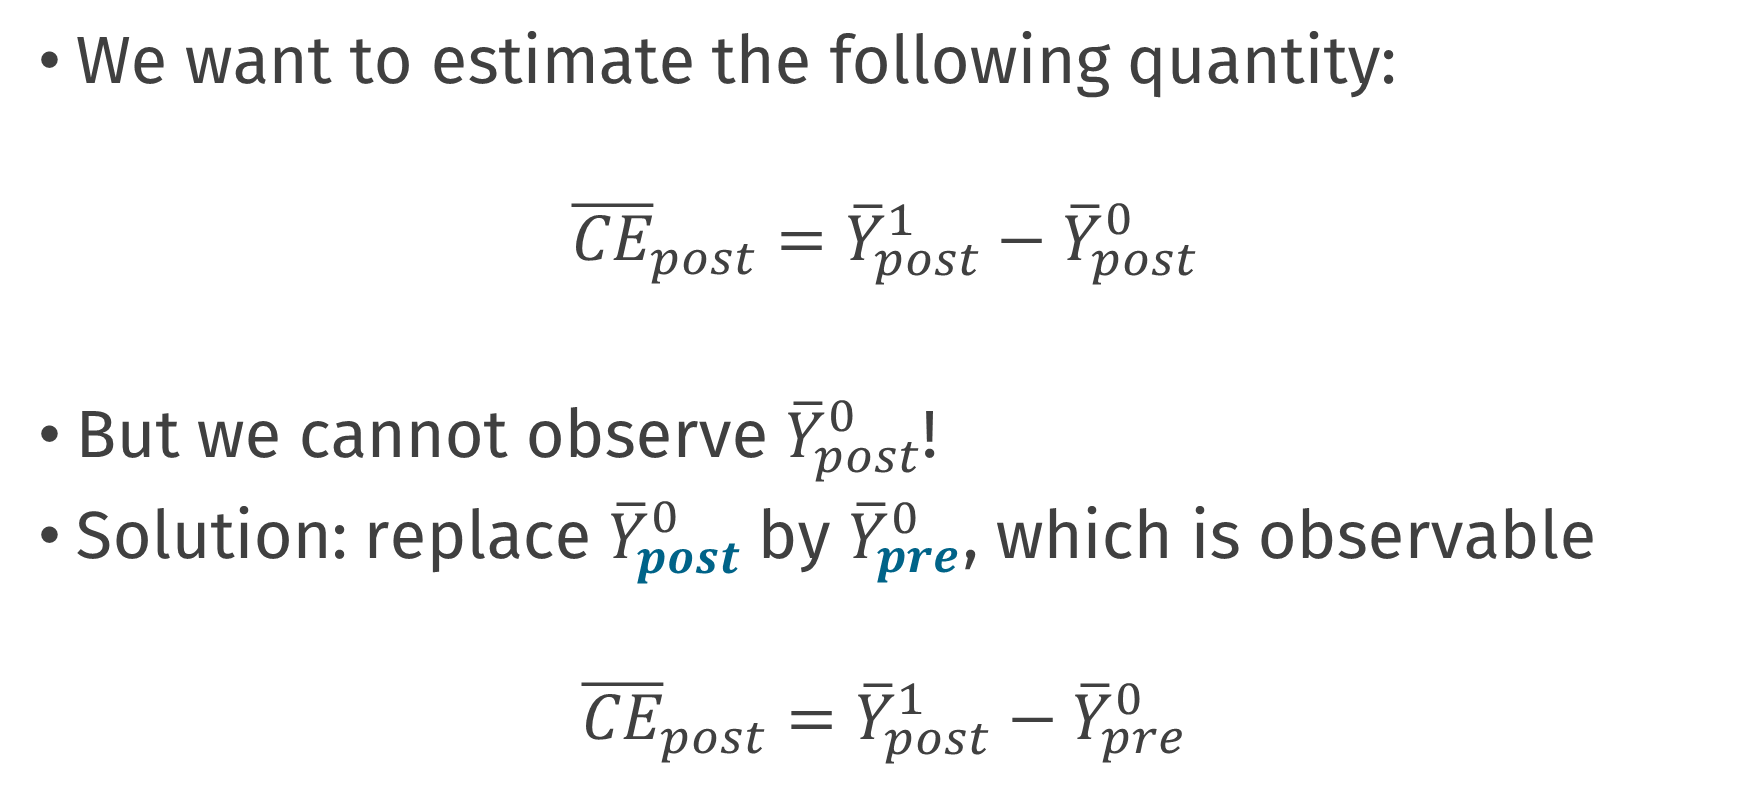 • We want to estimate the following quantity:
$\overline{CE}_{post} = \bar{Y}^1_{post} - \bar{Y}^0_{post}$
• But we cannot observe $\bar{Y}^0_{post}$!
• Solution: replace $\bar{Y}^0_{post}$ by $\bar{Y}^0_{pre}$, which is observable
$\overline{CE}_{post} = \bar{Y}^1_{post} - \bar{Y}^0_{pre}$